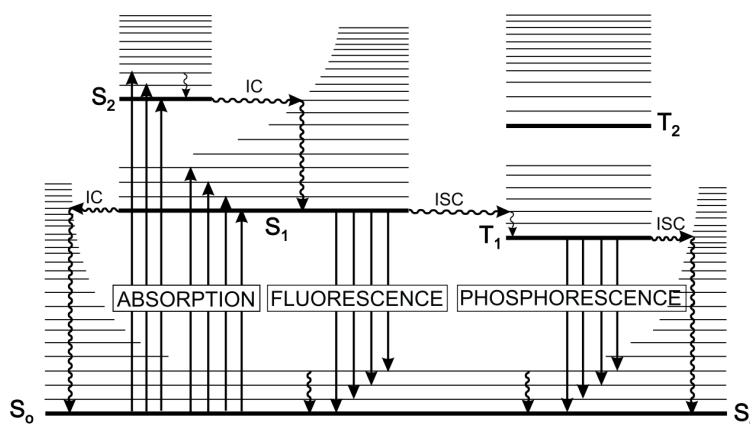 S2
IC
T2
IC
ISC
S1
T1
ISC
ABSORPTION
FLUORESCENCE
PHOSPHORESCENCE
So
S